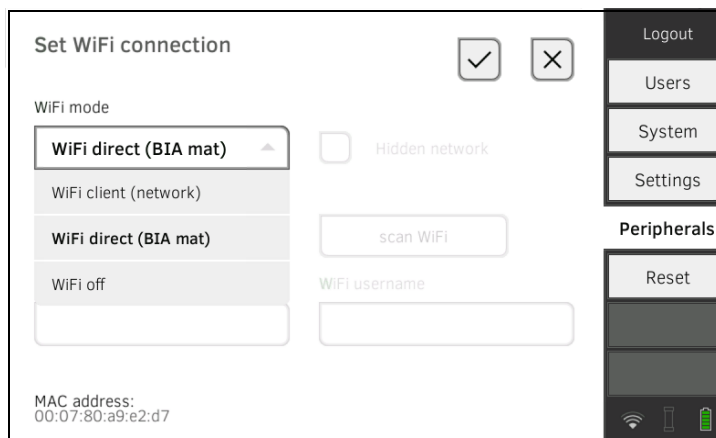 Set WiFi connection
WiFi mode
WiFi direct (BIA mat)
Hidden network
WiFi client (network)
WiFi direct (BIA mat)
scan WiFi
WiFi off
WiFi username
MAC address:
00:07:80:a9:e2:d7
Logout
Users
System
Settings
Peripherals
Reset